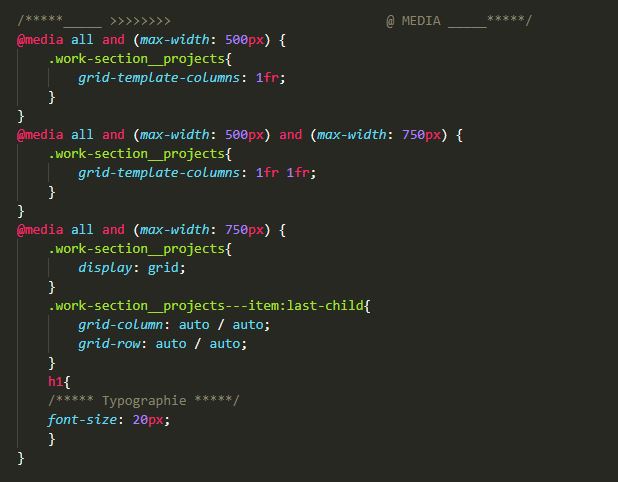 /*****_____ >>>>>>>> @ MEDIA _____*****/
@media all and (max-width: 500px) {
.work-section__projects{
grid-template-columns: 1fr;
}
}
@media all and (max-width: 500px) and (max-width: 750px) {
.work-section__projects{
grid-template-columns: 1fr 1fr;
}
}
@media all and (max-width: 750px) {
.work-section__projects{
display: grid;
}
.work-section__projects---item:last-child{
grid-column: auto / auto;
grid-row: auto / auto;
}
h1{
/***** Typographie *****/
font-size: 20px;
}
}